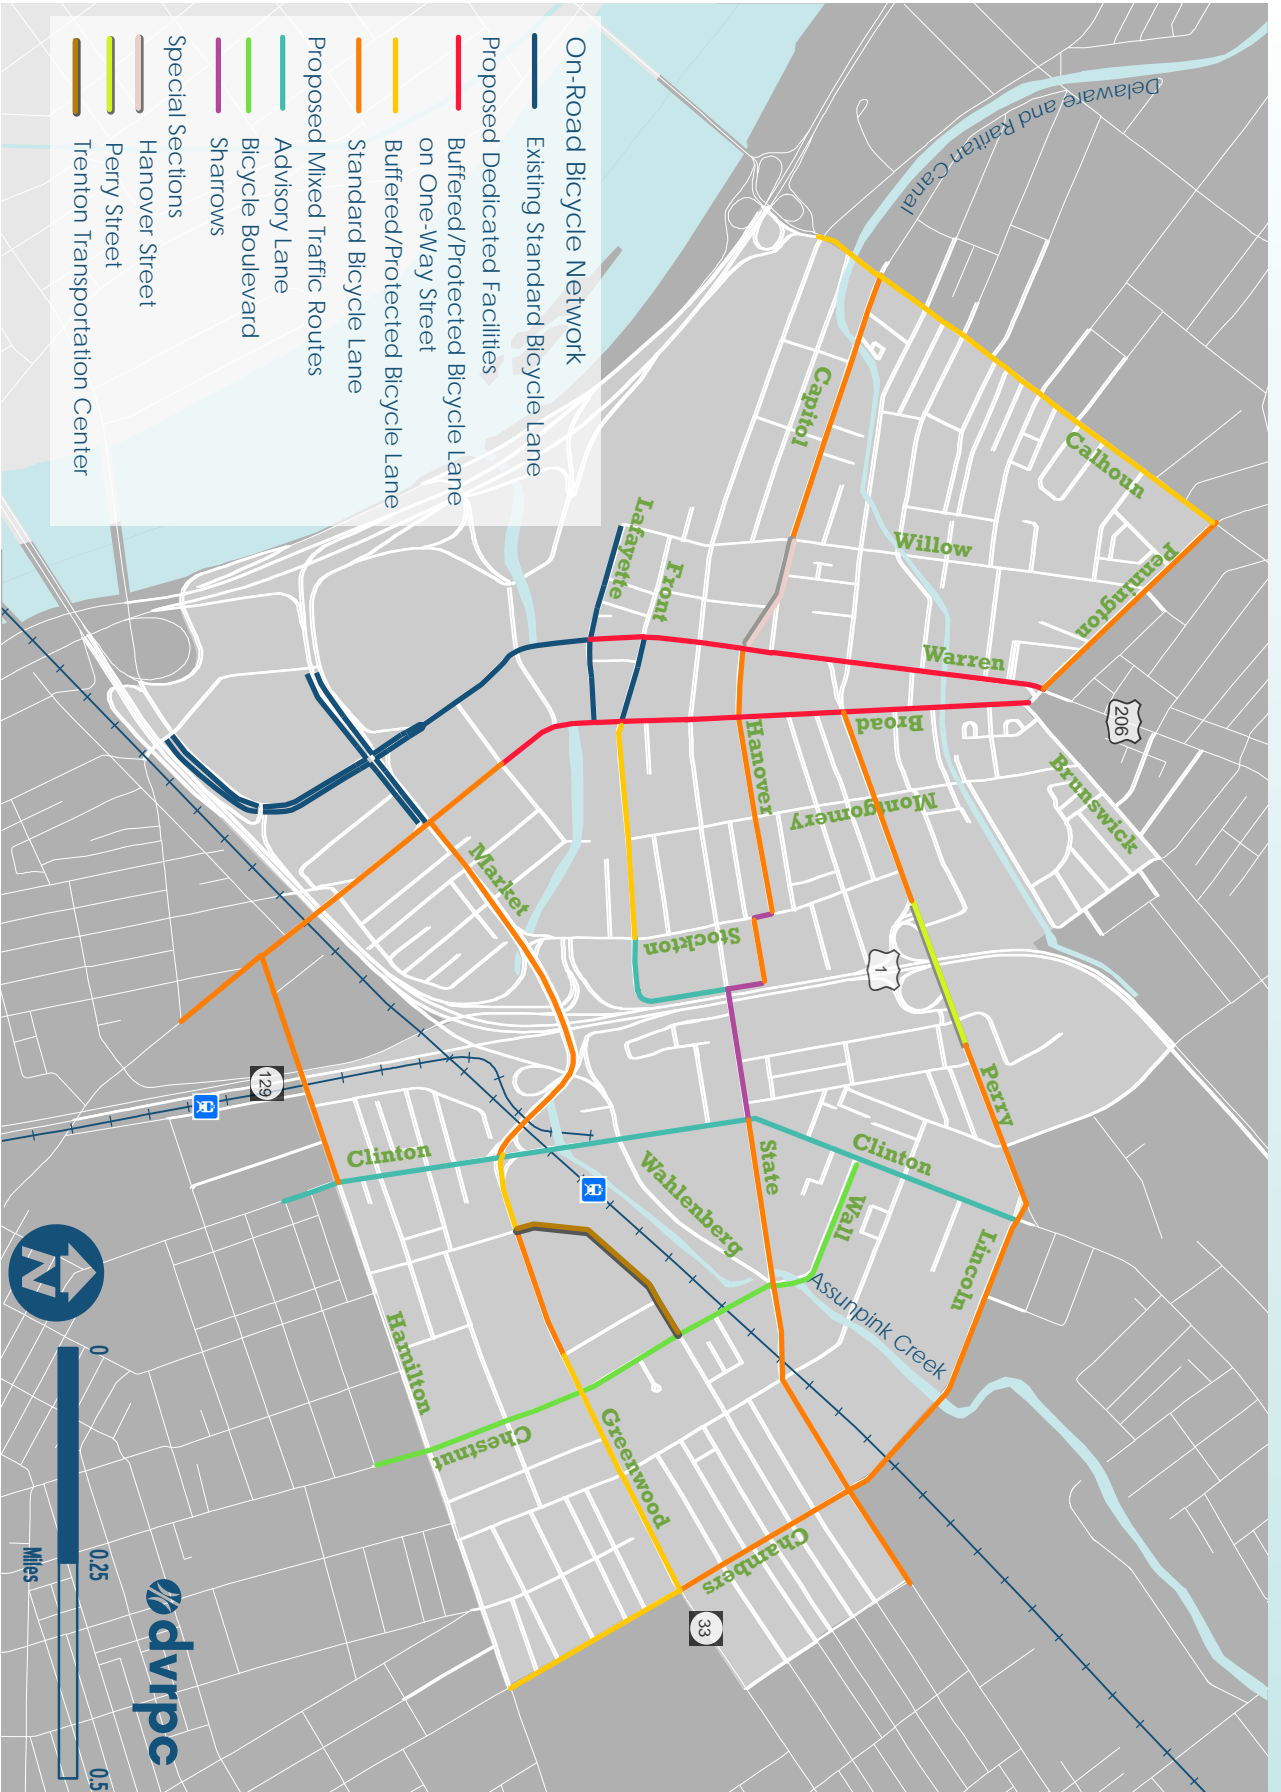 On-Road Bicycle Network
Existing Standard Bicycle Lane
Proposed Dedicated Facilities
Buffered/Protected Bicycle Lane
on One-Way Street
Buffered/Protected Bicycle Lane
Standard Bicycle Lane
Proposed Mixed Traffic Routes
Advisory Lane
Bicycle Boulevard
Sharrows
Special Sections
Hanover Street
Perry Street
Trenton Transportation Center
Delaware and Raritan Canal
Calhoun
Capitol
Willow
Pennington
Lafayette
Front
Warren
206
Broad
Brunswick
Hanover
Montgomery
Market
Stockton
1
Perry
129
Clinton
State
Clinton
Wahlenberg
Wall
Lincoln
Assunpink Creek
Hamilton
Chestnut
Greenwood
Chambers
33
N
0
0.25
0.5
Miles
dvrpc